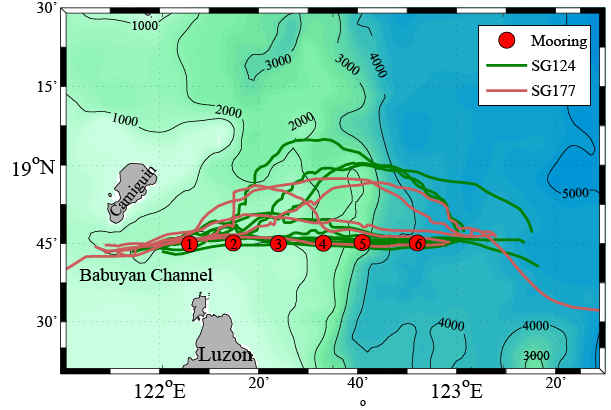 30'
1000
4000
3000
3000
Mooring
SG124
SG177
15'
2000
1000
2000
19°N
Camiguin
5000
45'
1 2 3 4 5 6
Babuyan Channel
30'
4000
4000
Luzon
3000
122°E 20' 40' 123°E 20'
o